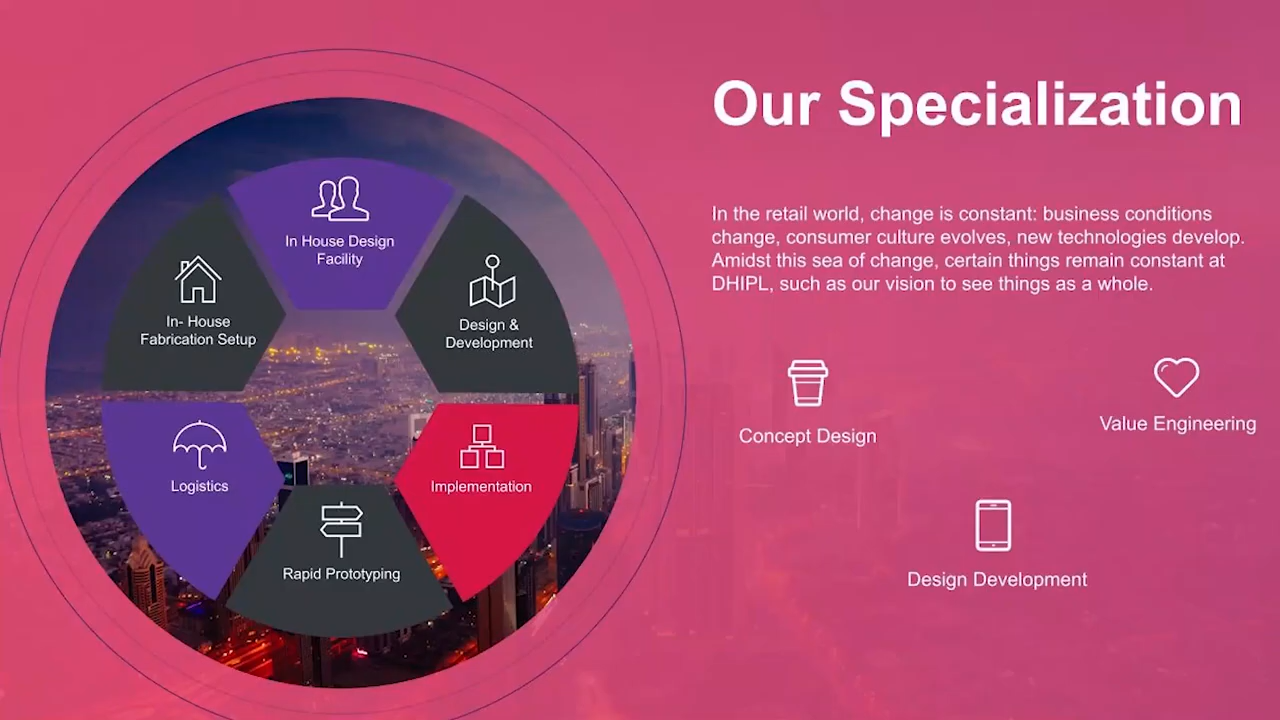 Our Specialization
In the retail world, change is constant: business conditions
change, consumer culture evolves, new technologies develop.
Amidst this sea of change, certain things remain constant at
DHIPL, such as our vision to see things as a whole.
In House Design
Facility
Design &
Development
Implementation
Rapid Prototyping
Logistics
In- House
Fabrication Setup
Concept Design
Value Engineering
Design Development